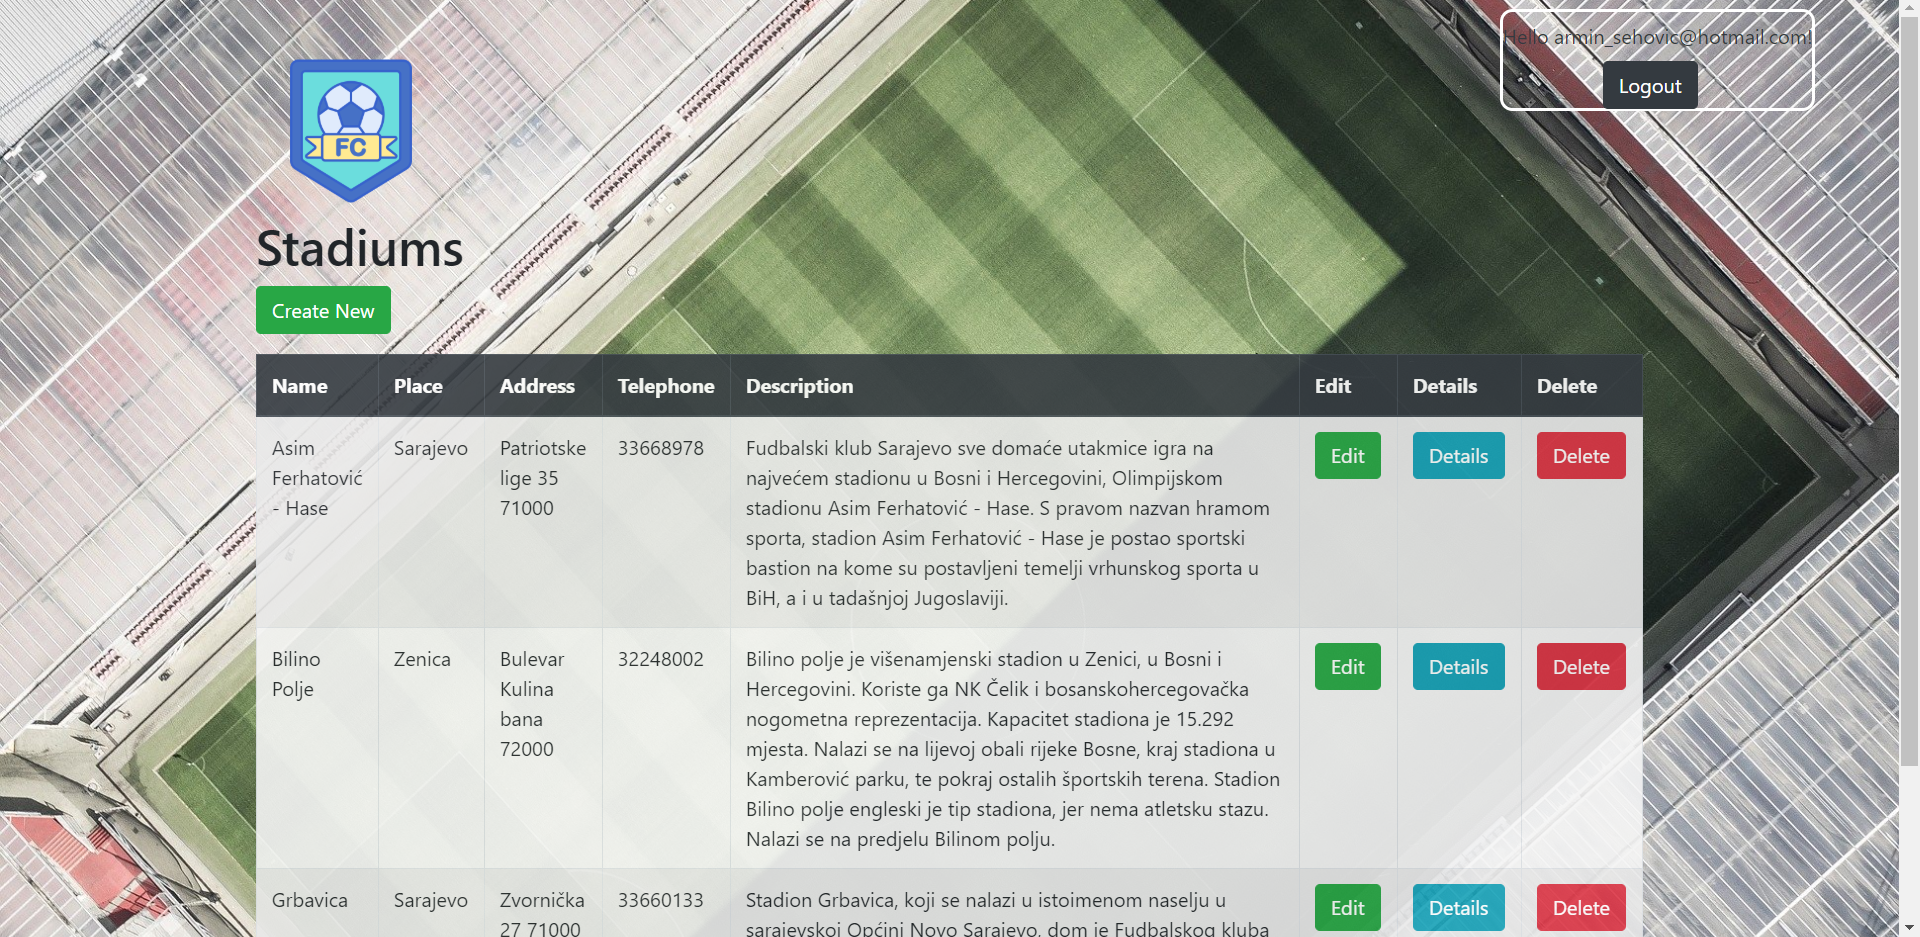 Hello armin_sehovic@hotmail.com!
Logout
FC
Stadiums
Create New
Name Place Address Telephone Description Edit Details Delete
Asim
Ferhatović
- Hase
Sarajevo
Patriotske
lige 35
71000
33668978
Fudbalski klub Sarajevo sve domaće utakmice igra na
najvećem stadionu u Bosni i Hercegovini, Olimpijskom
stadionu Asim Ferhatović - Hase. S pravom nazvan hramom
sporta, stadion Asim Ferhatović - Hase je postao sportski
bastion na kome su postavljeni temelji vrhunskog sporta u
BiH, a i u tadašnjoj Jugoslaviji.
Edit
Details
Delete
Bilino
Polje
Zenica
Bulevar
Kulina
bana
72000
32248002
Bilino polje je višenamjenski stadion u Zenici, u Bosni i
Hercegovini. Koriste ga NK Čelik i bosanskohercegovačka
nogometna reprezentacija. Kapacitet stadiona je 15.292
mjesta. Nalazi se na lijevoj obali rijeke Bosne, kraj stadiona u
Kamberović parku, te pokraj ostalih športskih terena. Stadion
Bilino polje engleski je tip stadiona, jer nema atletsku stazu.
Nalazi se na predjelu Bilinom polju.
Edit
Details
Delete
Grbavica
Sarajevo
Zvornička
27 71000
33660133
Stadion Grbavica, koji se nalazi u istoimenom naselju u
sarajevskoj Općini Novo Sarajevo, dom je Fudbalskog kluba
Edit
Details
Delete